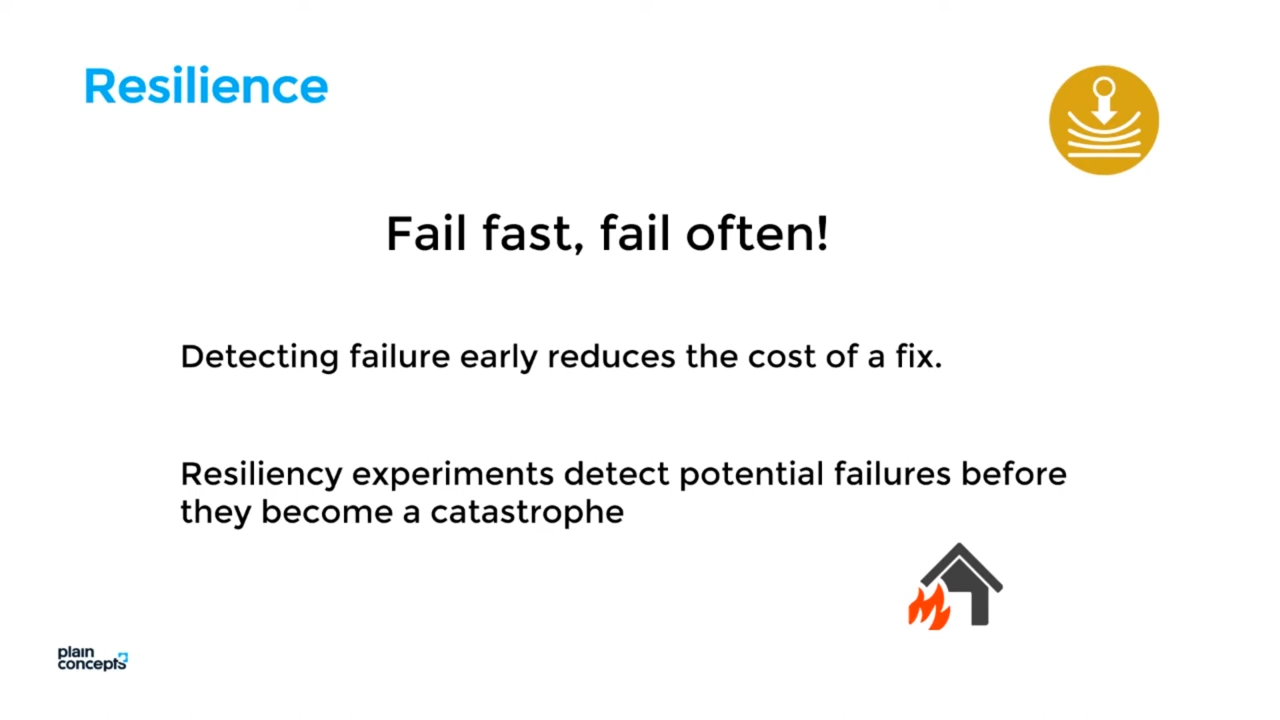 Resilience
Fail fast, fail often!
Detecting failure early reduces the cost of a fix.
Resiliency experiments detect potential failures before
they become a catastrophe
plain
concepts